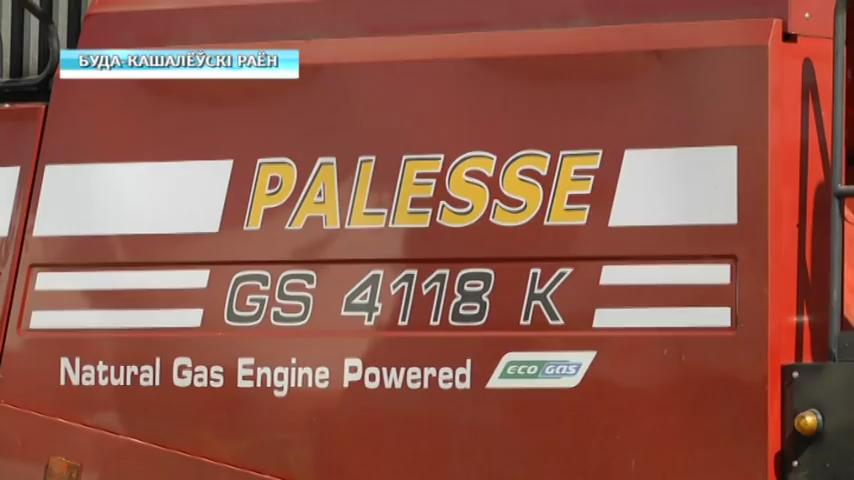 БУДА-КАШАЛЁЎСКІ РАЁН
PALESSE
GS 4118 K
Natural Gas Engine Powered
ECO GAS